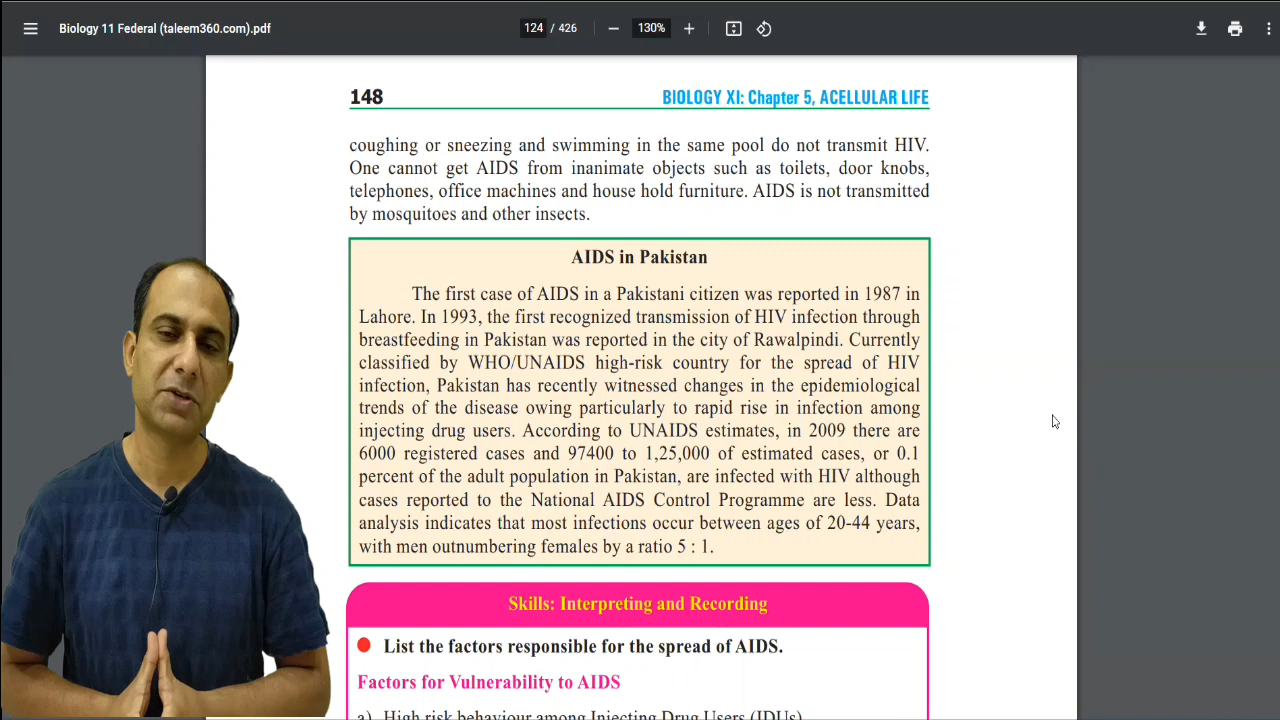 Biology 11 Federal (taleem360.com).pdf
124 / 426
130%
148
BIOLOGY XI: Chapter 5, ACELLULAR LIFE
coughing or sneezing and swimming in the same pool do not transmit HIV.
One cannot get AIDS from inanimate objects such as toilets, door knobs,
telephones, office machines and house hold furniture. AIDS is not transmitted
by mosquitoes and other insects.
AIDS in Pakistan
The first case of AIDS in a Pakistani citizen was reported in 1987 in
Lahore. In 1993, the first recognized transmission of HIV infection through
breastfeeding in Pakistan was reported in the city of Rawalpindi. Currently
classified by WHO/UNAIDS high-risk country for the spread of HIV
infection, Pakistan has recently witnessed changes in the epidemiological
trends of the disease owing particularly to rapid rise in infection among
injecting drug users. According to UNAIDS estimates, in 2009 there are
6000 registered cases and 97400 to 1,25,000 of estimated cases, or 0.1
percent of the adult population in Pakistan, are infected with HIV although
cases reported to the National AIDS Control Programme are less. Data
analysis indicates that most infections occur between ages of 20-44 years,
with men outnumbering females by a ratio 5 : 1.
Skills: Interpreting and Recording
List the factors responsible for the spread of AIDS.
Factors for Vulnerability to AIDS
a) High risk behaviour among Injecting Drug Users (IDUs)